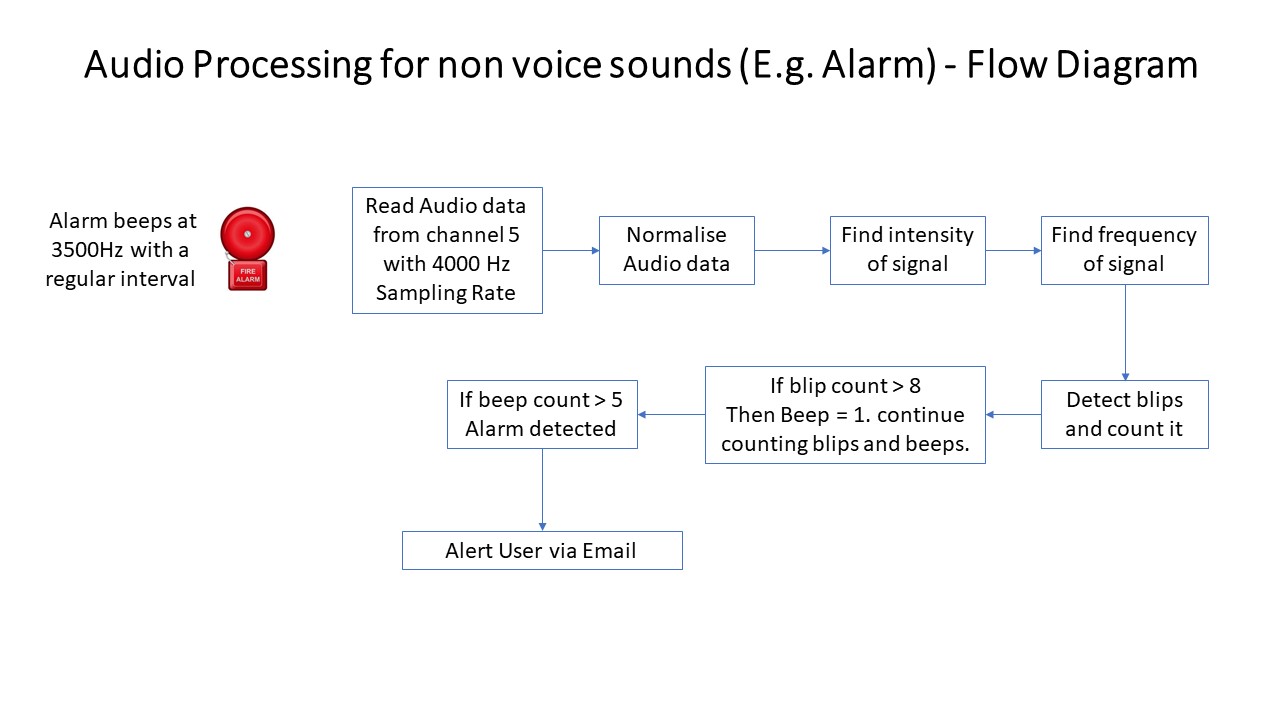 Audio Processing for non voice sounds (E.g. Alarm) - Flow Diagram
Alarm beeps at
3500Hz with a
regular interval
FIRE
ALARM
Read Audio data
from channel 5
with 4000 Hz
Sampling Rate
Normalise
Audio data
Find intensity
of signal
Find frequency
of signal
Detect blips
and count it
If blip count > 8
Then Beep = 1. continue
counting blips and beeps.
If beep count > 5
Alarm detected
Alert User via Email